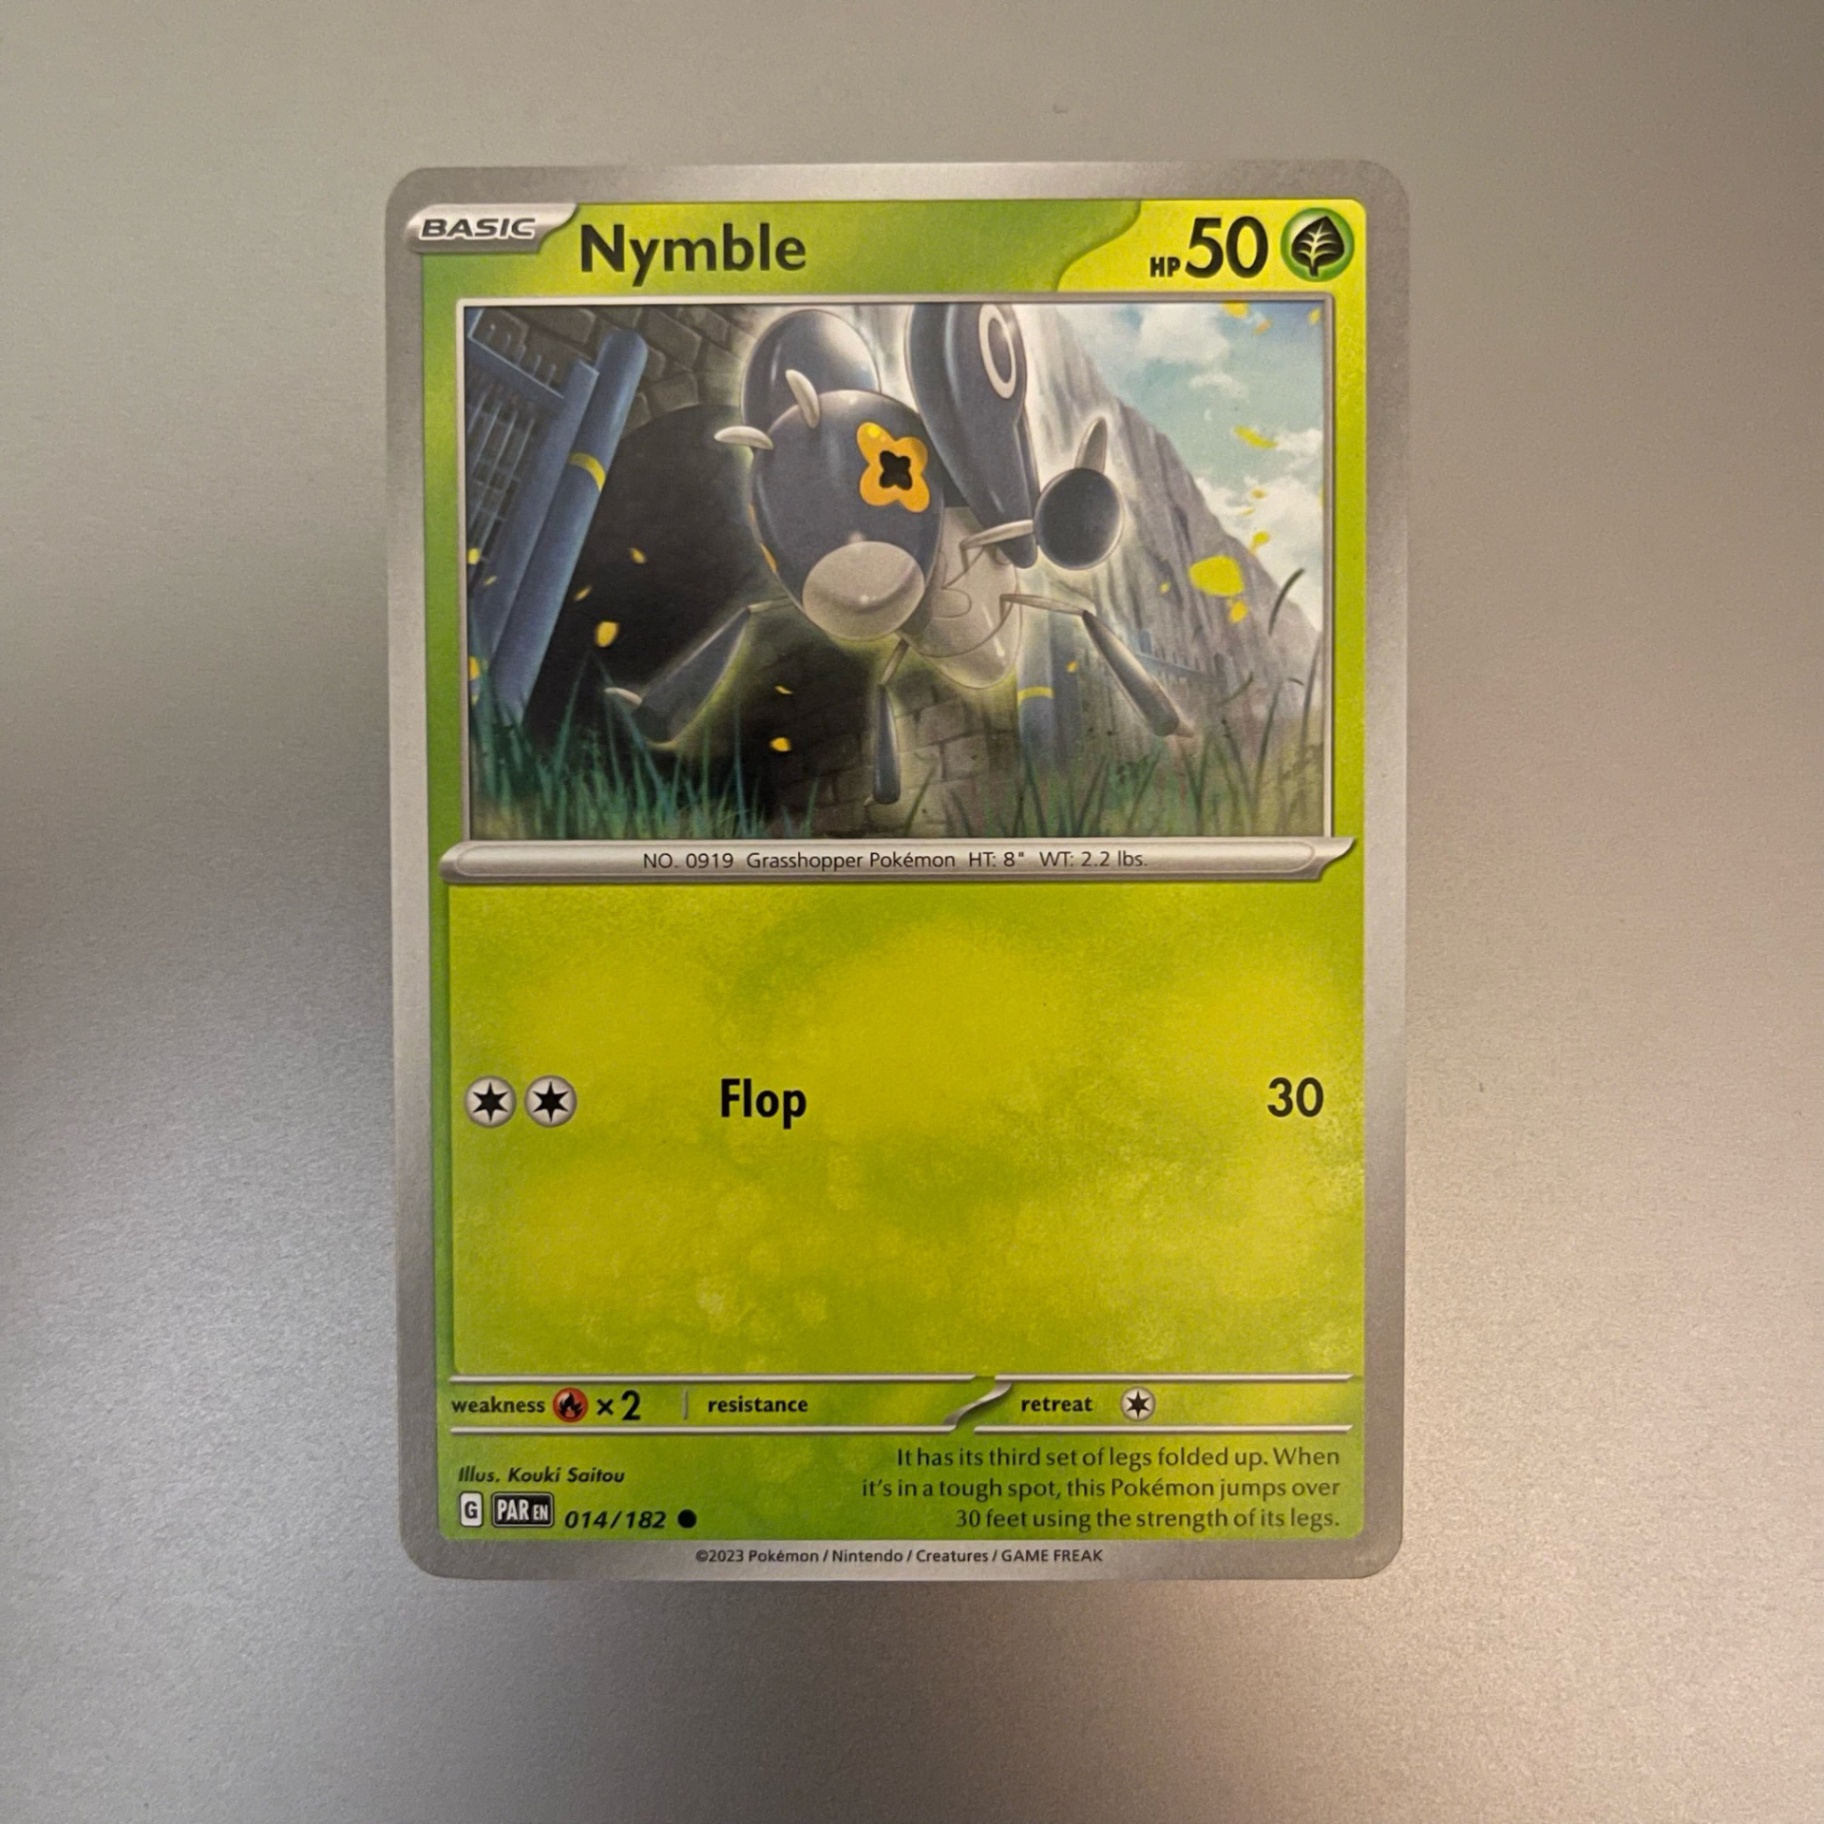 BASIC
Nymble
HP 50
NO. 0919 Grasshopper Pokémon HT: 8" WT: 2.2 lbs.
Flop 30
weakness ×2 resistance retreat
It has its third set of legs folded up. When
it's in a tough spot, this Pokémon jumps over
30 feet using the strength of its legs.
Illus. Kouki Saitou
G PAR EN 014/182
©2023 Pokémon / Nintendo / Creatures / GAME FREAK